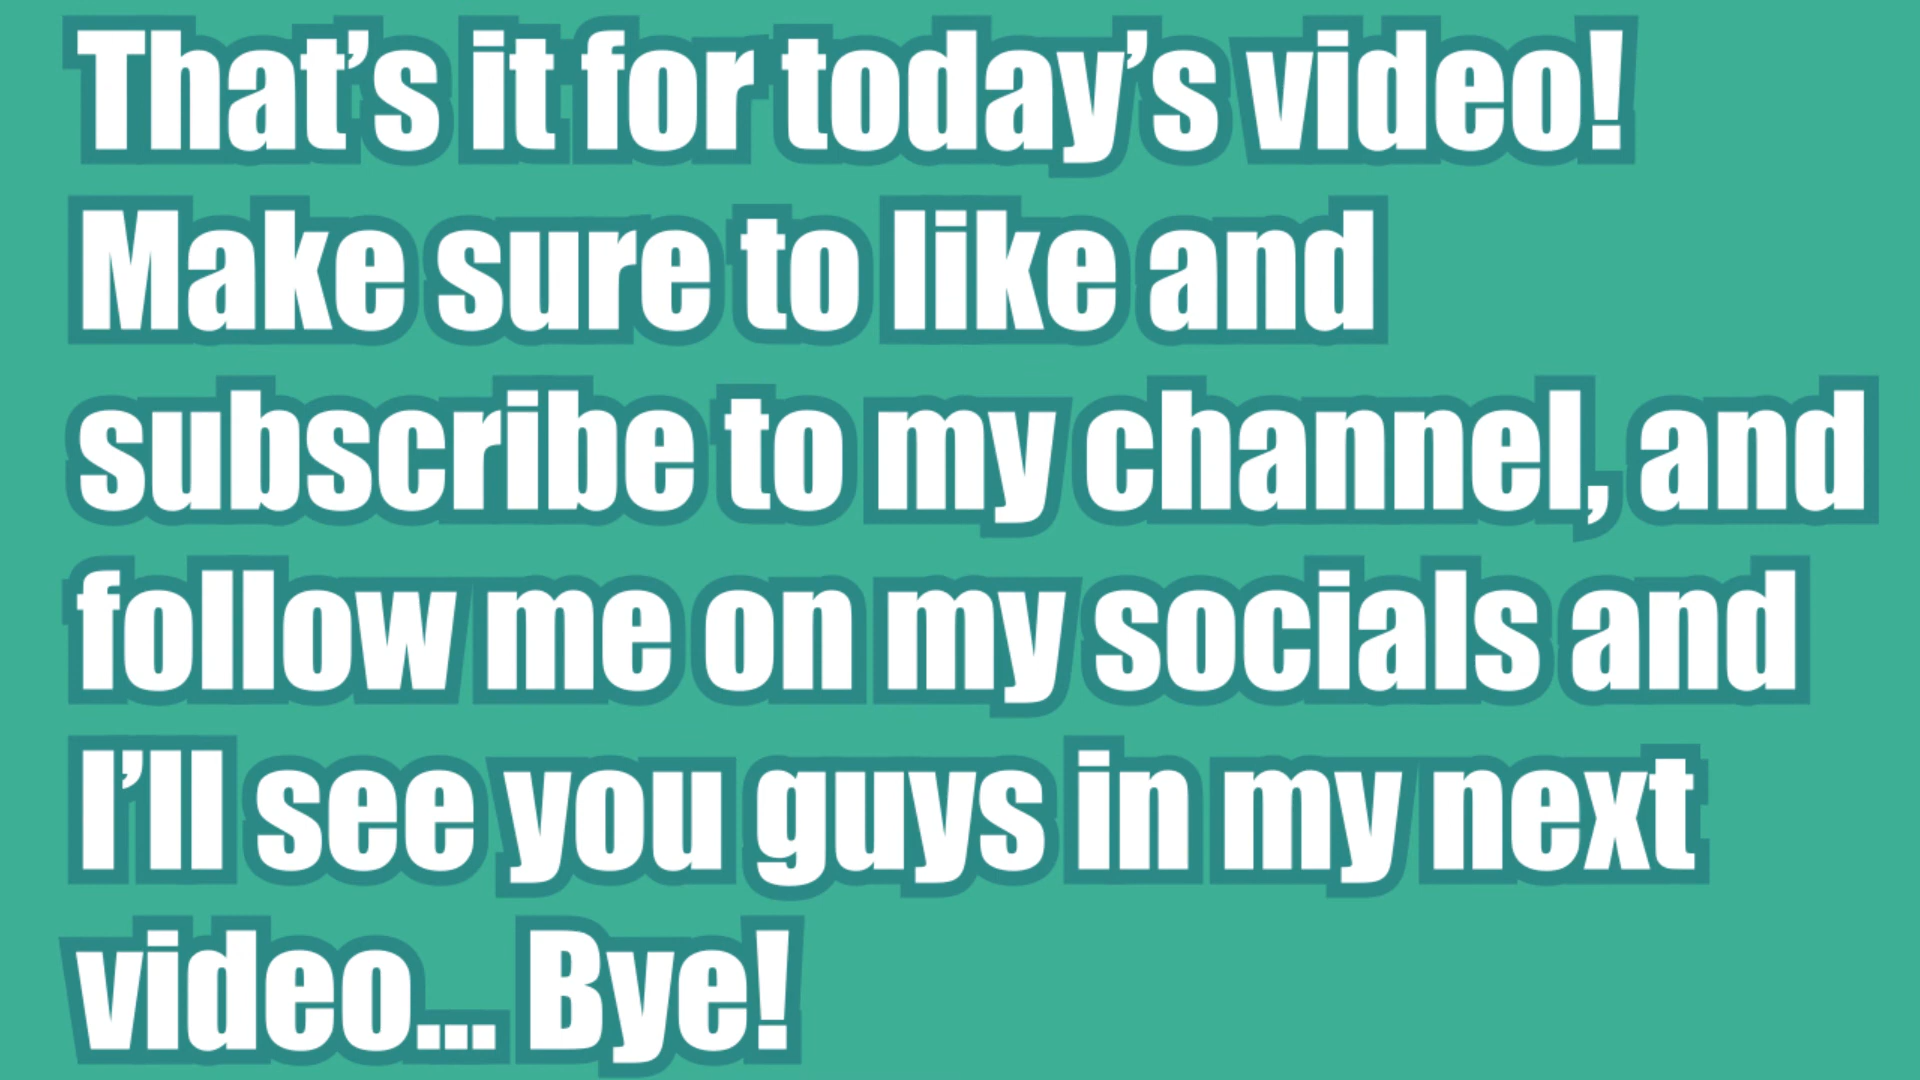 That’s it for today’s video!
Make sure to like and
subscribe to my channel, and
follow me on my socials and
I’ll see you guys in my next
video... Bye!